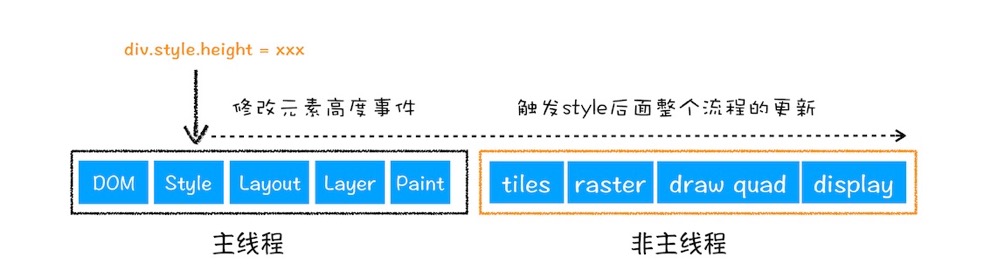 div.style.height = xxx
修改元素高度事件 触发style后面整个流程的更新
DOM Style Layout Layer Paint tiles raster draw quad display
主线程 非主线程